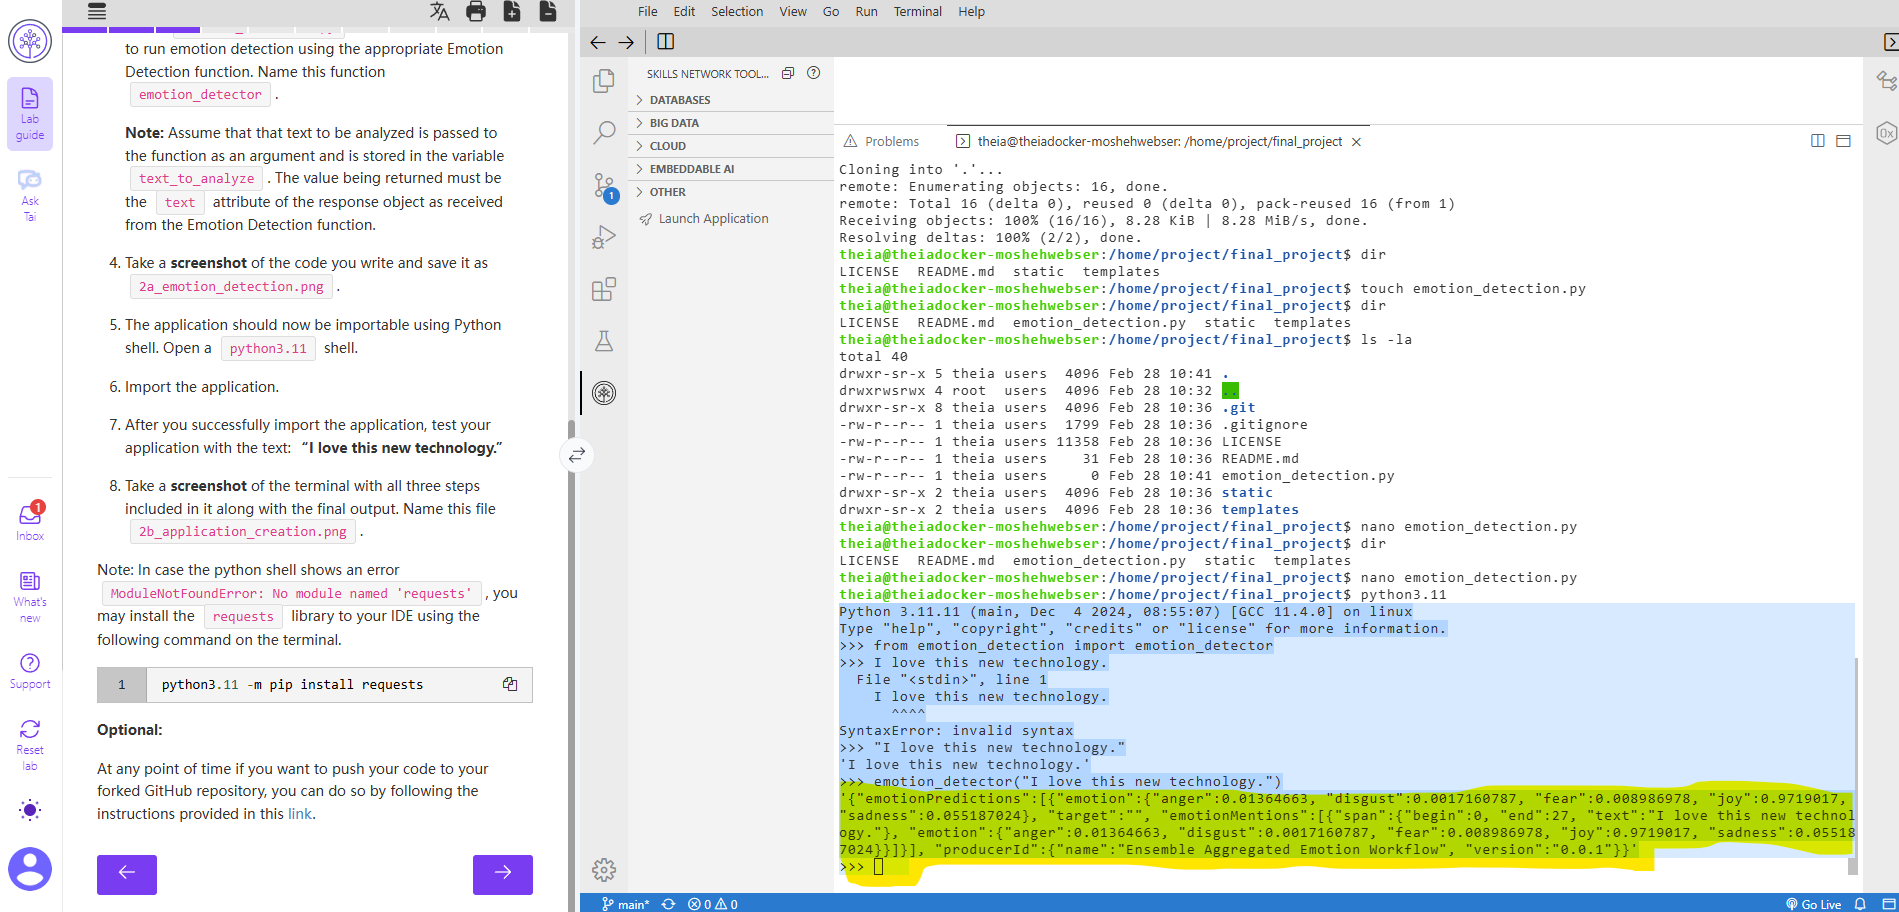 Lab
guide
Ask
Tai
1
Inbox
What's
new
Support
Reset
lab
to run emotion detection using the appropriate Emotion
Detection function. Name this function
emotion_detector .
Note: Assume that that text to be analyzed is passed to
the function as an argument and is stored in the variable
text_to_analyze . The value being returned must be
the text attribute of the response object as received
from the Emotion Detection function.
4. Take a screenshot of the code you write and save it as
2a_emotion_detection.png .
5. The application should now be importable using Python
shell. Open a python3.11 shell.
6. Import the application.
7. After you successfully import the application, test your
application with the text: “I love this new technology.”
8. Take a screenshot of the terminal with all three steps
included in it along with the final output. Name this file
2b_application_creation.png .
Note: In case the python shell shows an error
ModuleNotFoundError: No module named 'requests' , you
may install the requests library to your IDE using the
following command on the terminal.
1 python3.11 -m pip install requests
Optional:
At any point of time if you want to push your code to your
forked GitHub repository, you can do so by following the
instructions provided in this link.
File Edit Selection View Go Run Terminal Help
1
SKILLS NETWORK TOOL...
DATABASES
BIG DATA
CLOUD
EMBEDDABLE AI
OTHER
Launch Application
Problems theia@theiadocker-moshehwebser: /home/project/final_project
Cloning into '.'...
remote: Enumerating objects: 16, done.
remote: Total 16 (delta 0), reused 0 (delta 0), pack-reused 16 (from 1)
Receiving objects: 100% (16/16), 8.28 KiB | 8.28 MiB/s, done.
Resolving deltas: 100% (2/2), done.
theia@theiadocker-moshehwebser:/home/project/final_project$ dir
LICENSE  README.md  static  templates
theia@theiadocker-moshehwebser:/home/project/final_project$ touch emotion_detection.py
theia@theiadocker-moshehwebser:/home/project/final_project$ dir
LICENSE  README.md  emotion_detection.py  static  templates
theia@theiadocker-moshehwebser:/home/project/final_project$ ls -la
total 40
drwxr-sr-x 5 theia users  4096 Feb 28 10:41 .
drwxrwsrwx 4 root  users  4096 Feb 28 10:32 ..
drwxr-sr-x 8 theia users  4096 Feb 28 10:36 .git
-rw-r--r-- 1 theia users  1799 Feb 28 10:36 .gitignore
-rw-r--r-- 1 theia users 11358 Feb 28 10:36 LICENSE
-rw-r--r-- 1 theia users    31 Feb 28 10:36 README.md
-rw-r--r-- 1 theia users     0 Feb 28 10:41 emotion_detection.py
drwxr-sr-x 2 theia users  4096 Feb 28 10:36 static
drwxr-sr-x 2 theia users  4096 Feb 28 10:36 templates
theia@theiadocker-moshehwebser:/home/project/final_project$ nano emotion_detection.py
theia@theiadocker-moshehwebser:/home/project/final_project$ dir
LICENSE  README.md  emotion_detection.py  static  templates
theia@theiadocker-moshehwebser:/home/project/final_project$ nano emotion_detection.py
theia@theiadocker-moshehwebser:/home/project/final_project$ python3.11
Python 3.11.11 (main, Dec  4 2024, 08:55:07) [GCC 11.4.0] on linux
Type "help", "copyright", "credits" or "license" for more information.
>>> from emotion_detection import emotion_detector
>>> I love this new technology.
  File "<stdin>", line 1
    I love this new technology.
      ^^^^
SyntaxError: invalid syntax
>>> "I love this new technology."
'I love this new technology.'
>>> emotion_detector("I love this new technology.")
'{"emotionPredictions":[{"emotion":{"anger":0.01364663, "disgust":0.0017160787, "fear":0.008986978, "joy":0.9719017,
"sadness":0.055187024}, "target":"", "emotionMentions":[{"span":{"begin":0, "end":27, "text":"I love this new technol
ogy."}, "emotion":{"anger":0.01364663, "disgust":0.0017160787, "fear":0.008986978, "joy":0.9719017, "sadness":0.05518
7024}}]}], "producerId":{"name":"Ensemble Aggregated Emotion Workflow", "version":"0.0.1"}}'
>>>
main* 0 0 Go Live